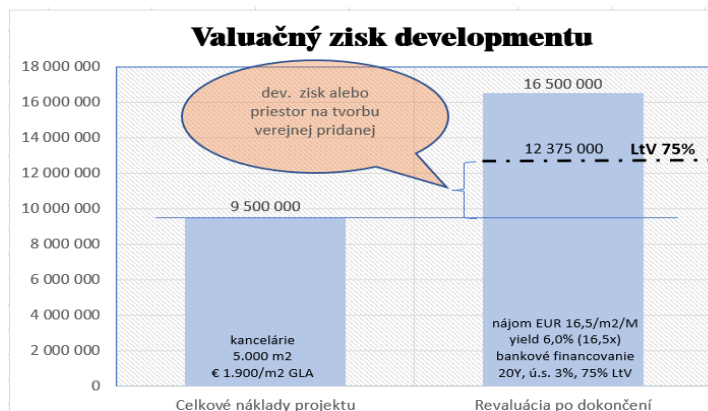 Valuačný zisk developmentu
18 000 000
16 000 000
14 000 000
12 000 000
10 000 000
8 000 000
6 000 000
4 000 000
2 000 000
0
dev. zisk alebo
priestor na tvorbu
verejnej pridanej
9 500 000
16 500 000
12 375 000
LtV 75%
kancelárie
5.000 m2
€ 1.900/m2 GLA
nájom EUR 16,5/m2/M
yield 6,0% (16,5x)
bankové financovanie
20Y, ú.s. 3%, 75% LtV
Celkové náklady projektu
Revaluácia po dokončení